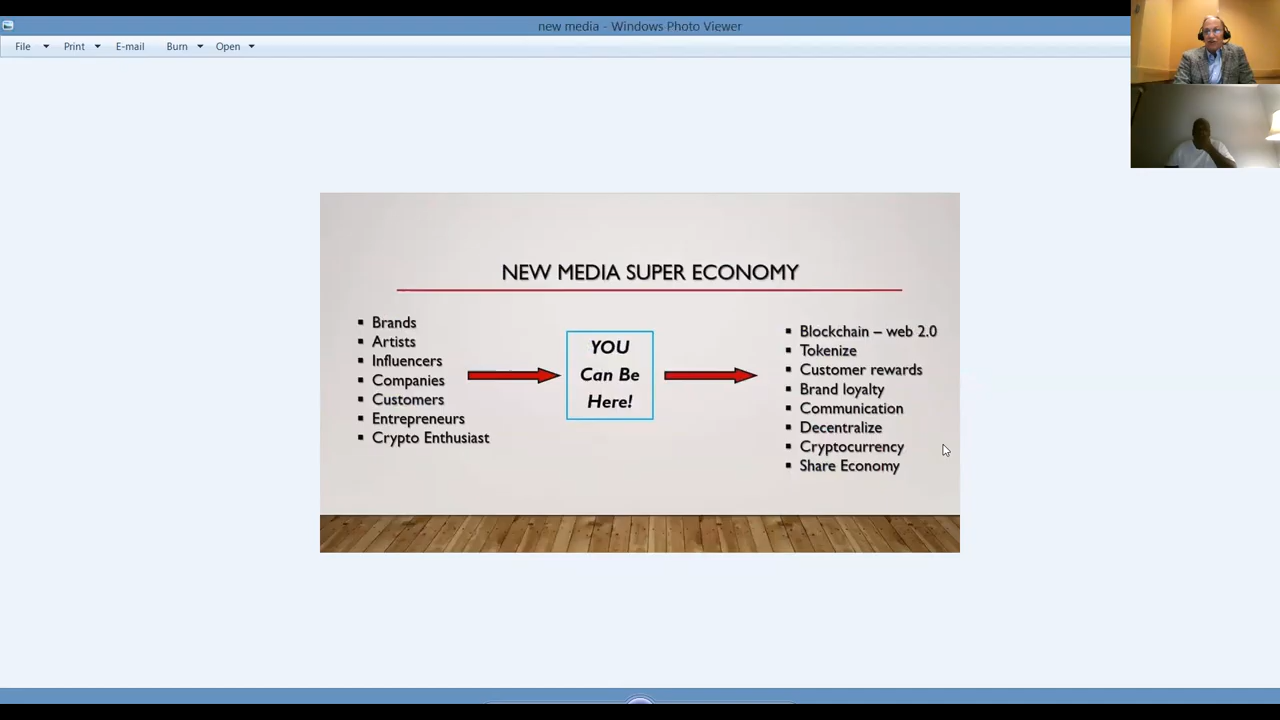 new media - Windows Photo Viewer
File Print E-mail Burn Open
NEW MEDIA SUPER ECONOMY
Brands
Artists
Influencers
Companies
Customers
Entrepreneurs
Crypto Enthusiast
YOU
Can Be
Here!
Blockchain – web 2.0
Tokenize
Customer rewards
Brand loyalty
Communication
Decentralize
Cryptocurrency
Share Economy